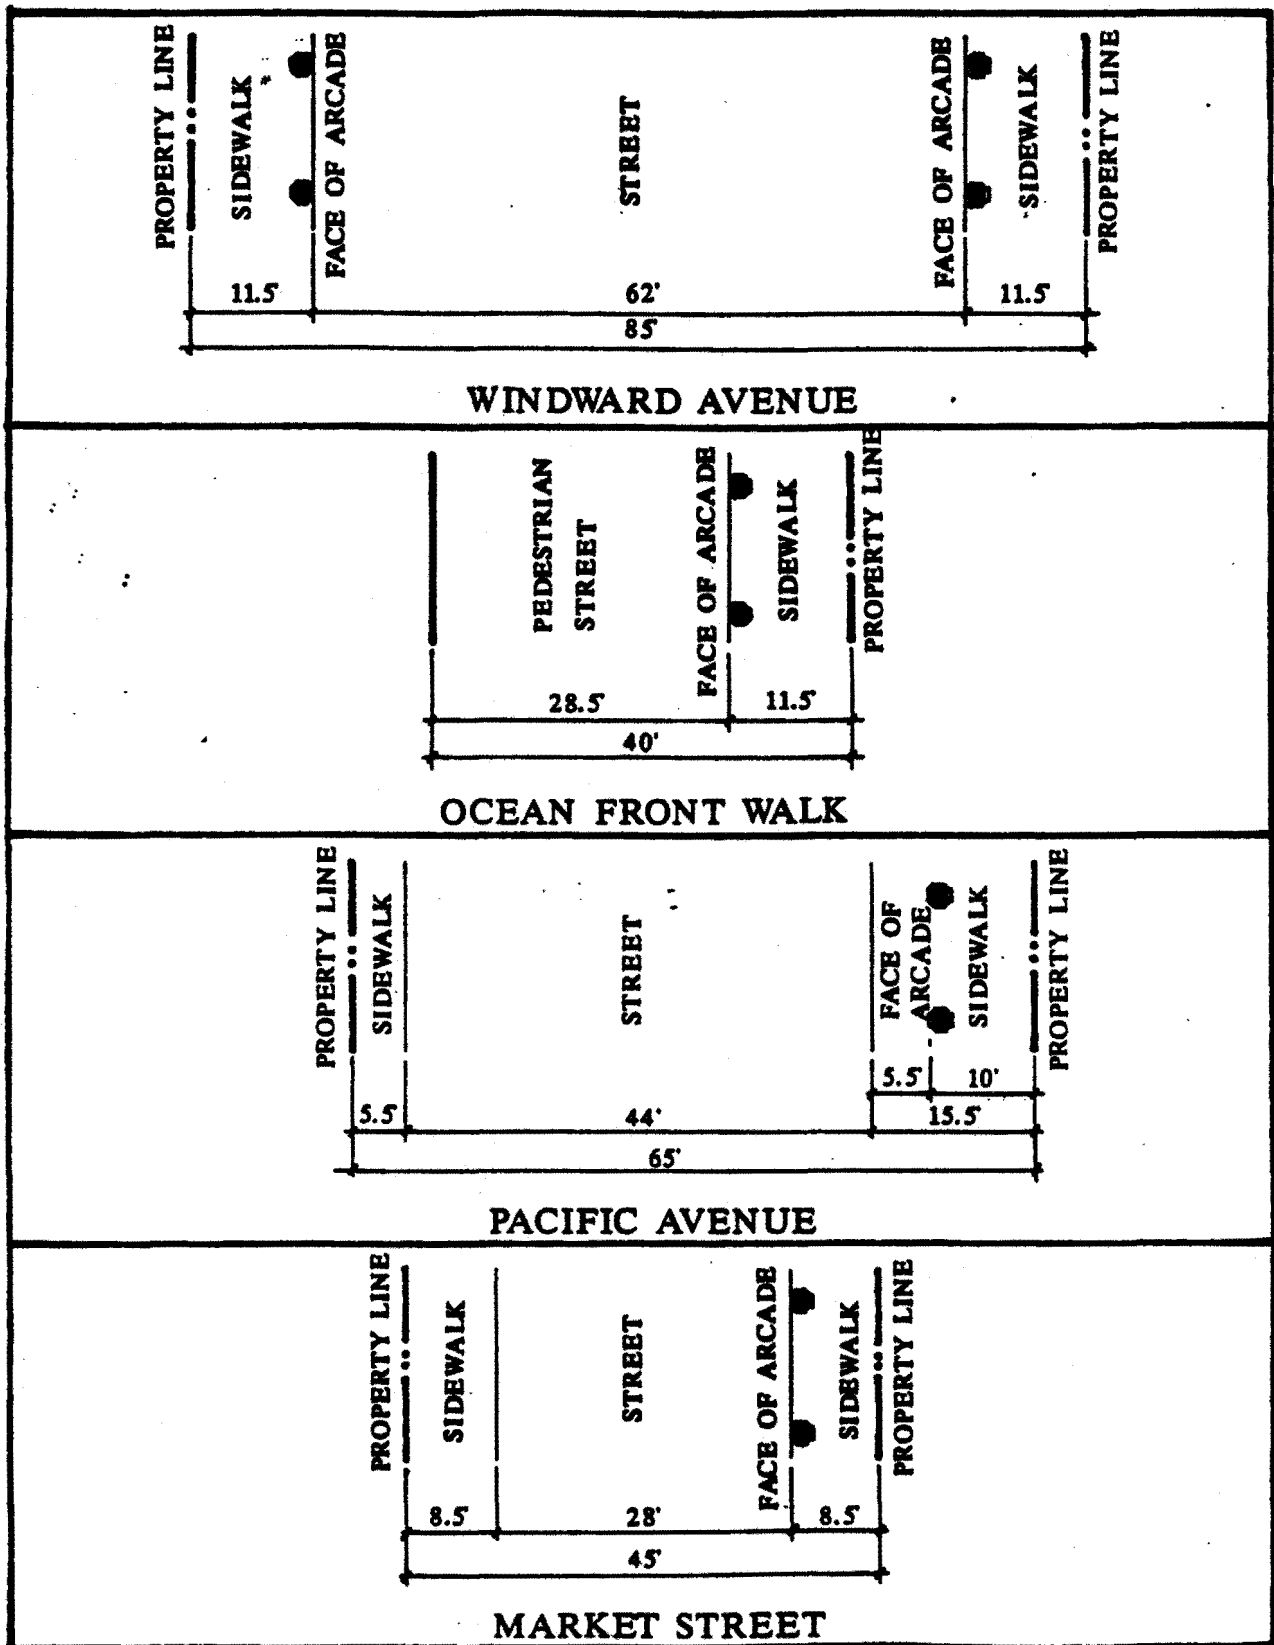 PROPERTY LINE
SIDEWALK
FACE OF ARCADE
STREET
FACE OF ARCADE
SIDEWALK
PROPERTY LINE
11.5'
62'
11.5'
85'
WINDWARD AVENUE
PEDESTRIAN
STREET
FACE OF ARCADE
SIDEWALK
PROPERTY LINE
28.5'
11.5'
40'
OCEAN FRONT WALK
PROPERTY LINE
SIDEWALK
STREET
FACE OF
ARCADE
SIDEWALK
PROPERTY LINE
5.5'
10'
5.5'
44'
15.5'
65'
PACIFIC AVENUE
PROPERTY LINE
SIDEWALK
STREET
FACE OF ARCADE
SIDEWALK
PROPERTY LINE
8.5'
28'
8.5'
45'
MARKET STREET